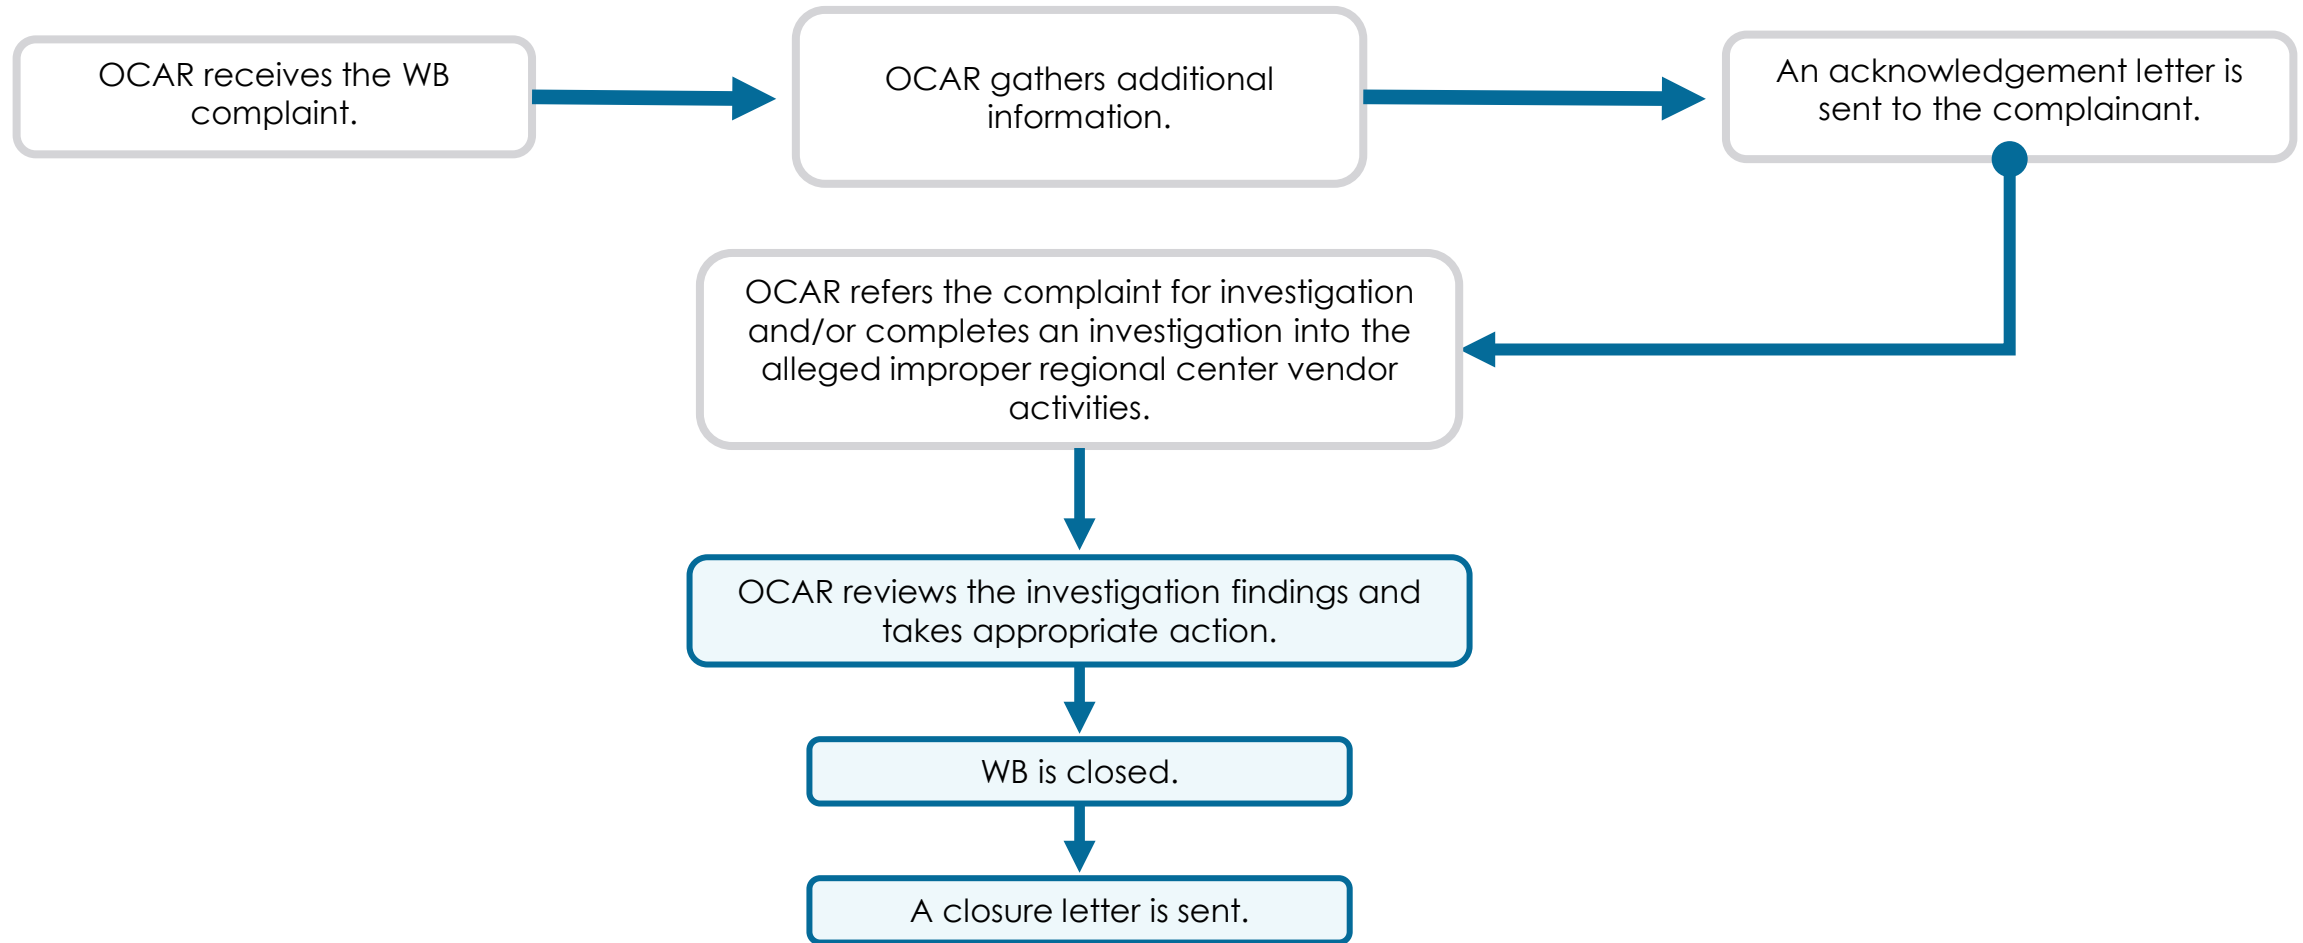 OCAR receives the WB
complaint.
OCAR gathers additional
information.
An acknowledgement letter is
sent to the complainant.
OCAR refers the complaint for investigation
and/or completes an investigation into the
alleged improper regional center vendor
activities.
OCAR reviews the investigation findings and
takes appropriate action.
WB is closed.
A closure letter is sent.